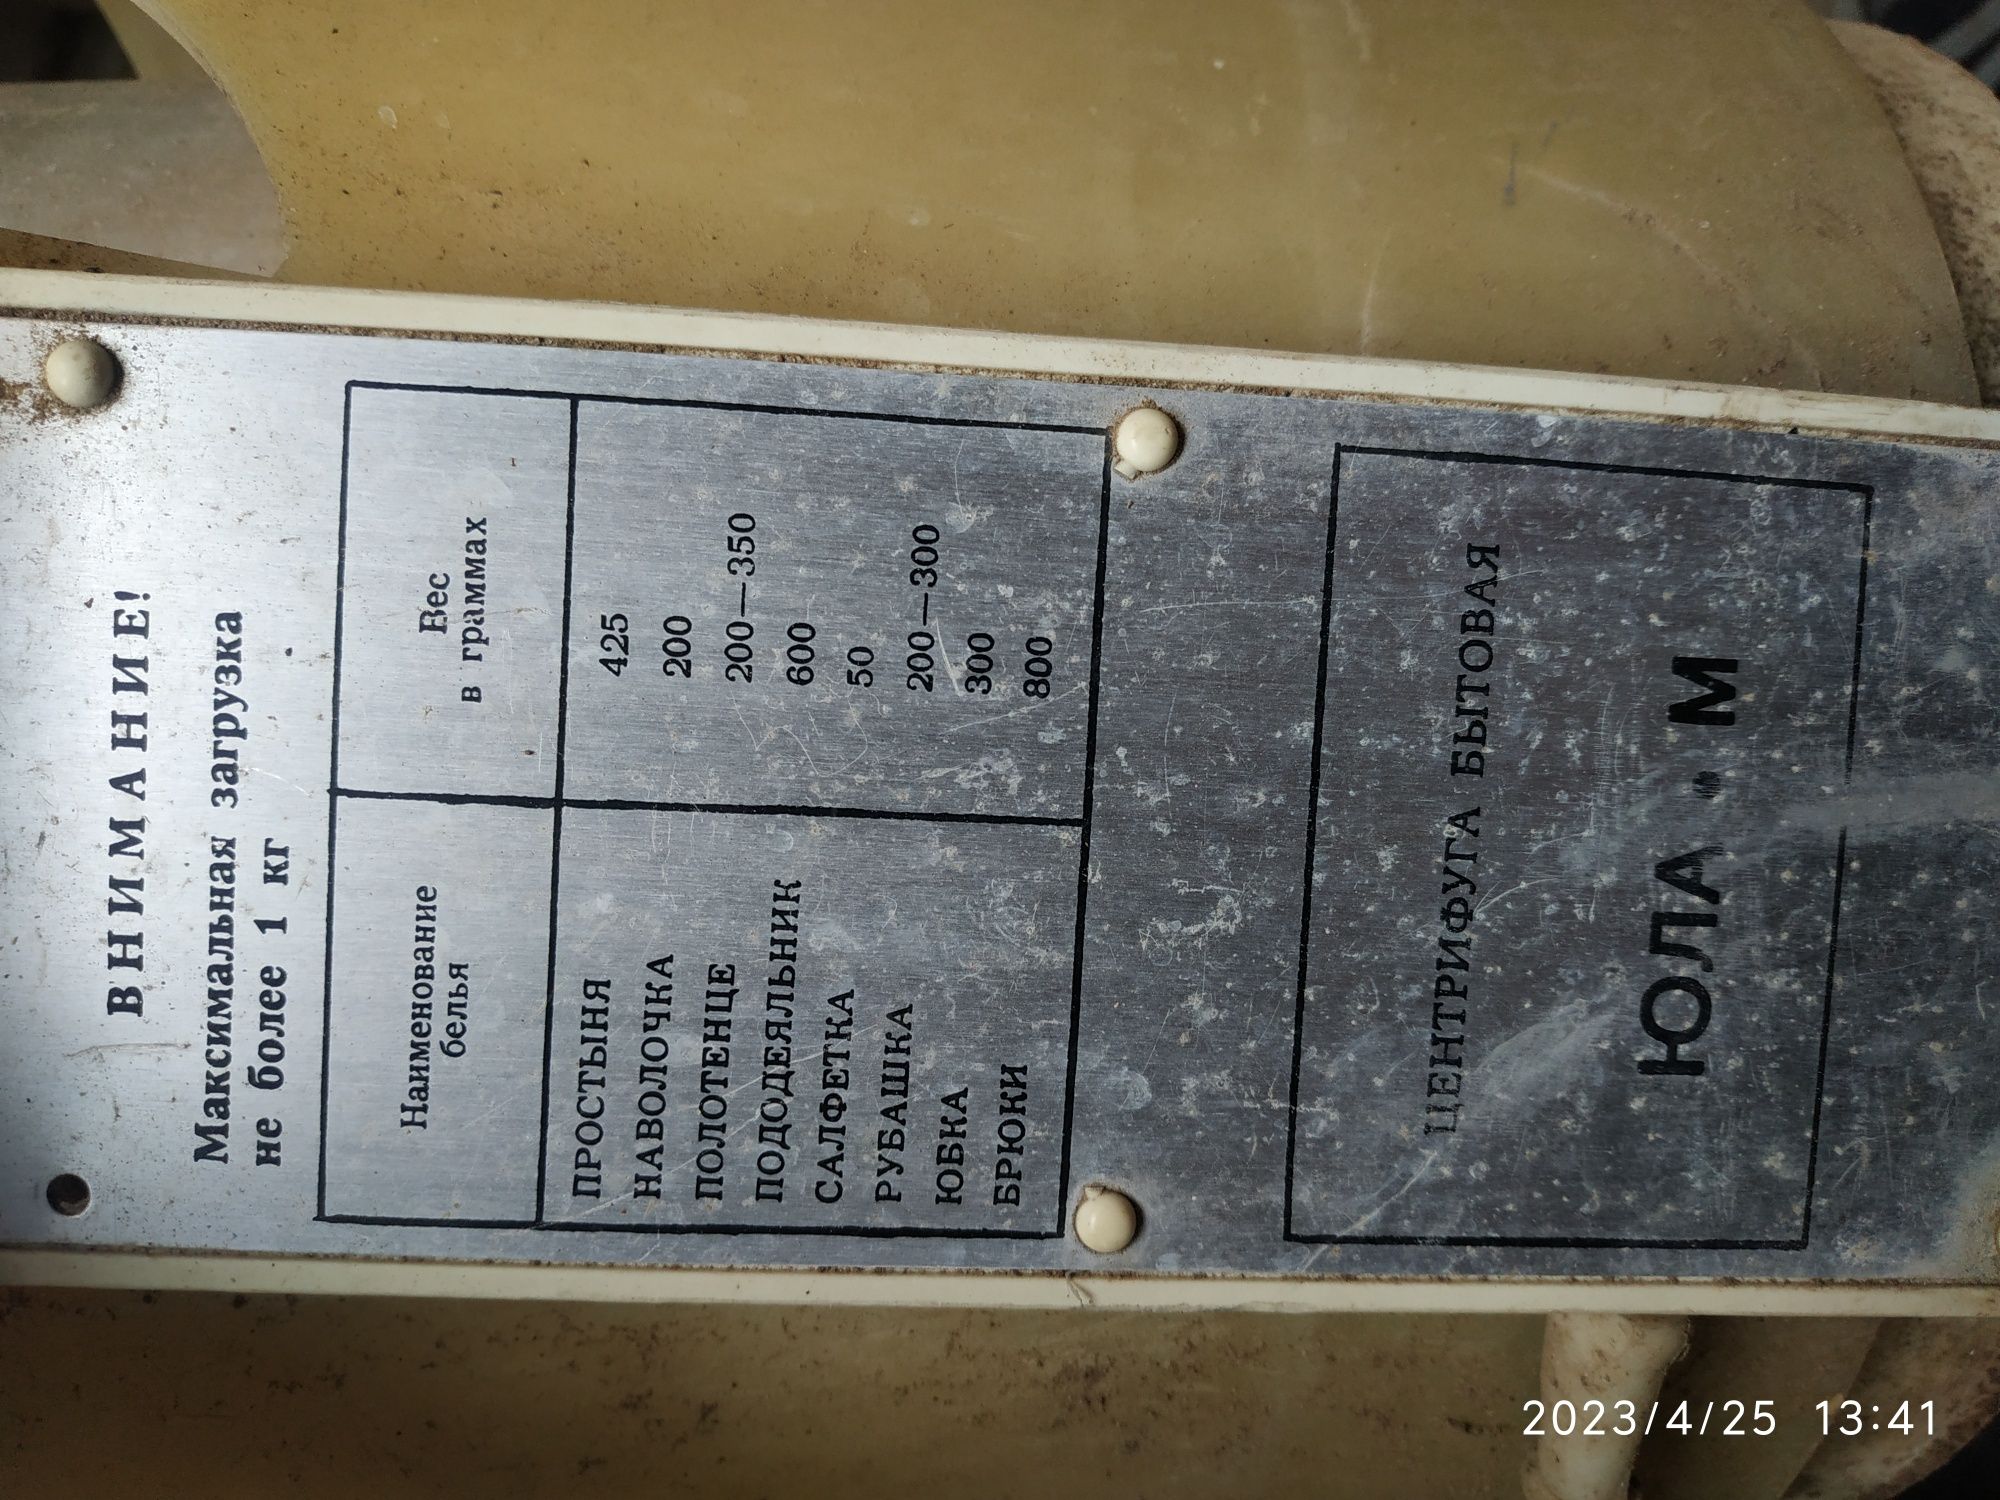 ВНИМАНИЕ!
Максимальная загрузка
не более 1 кг
Наименование
белья
Вес
в граммах
ПРОСТЫНЯ 425
НАВОЛОЧКА 200
ПОЛОТЕНЦЕ 200—350
ПОДОДЕЯЛЬНИК 600
САЛФЕТКА 50
РУБАШКА 200—300
ЮБКА 300
БРЮКИ 800
ЦЕНТРИФУГА БЫТОВАЯ
ЮЛА·М
2023/4/25 13:41